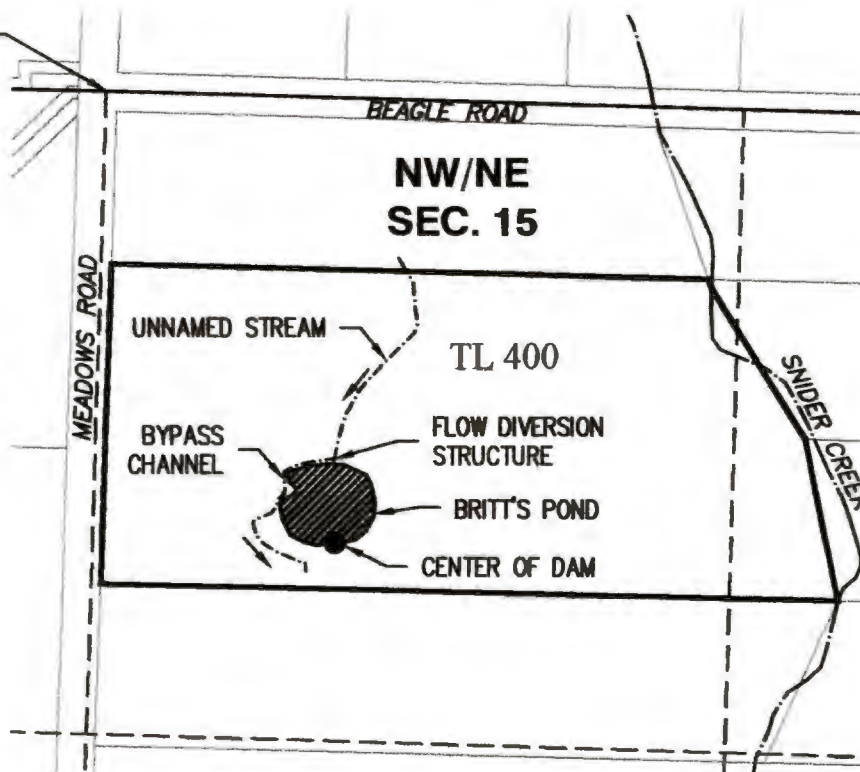 BEAGLE ROAD
NW/NE
SEC. 15
MEADOWS ROAD
UNNAMED STREAM
TL 400
SNIDER CREEK
BYPASS
CHANNEL
FLOW DIVERSION
STRUCTURE
BRITT'S POND
CENTER OF DAM